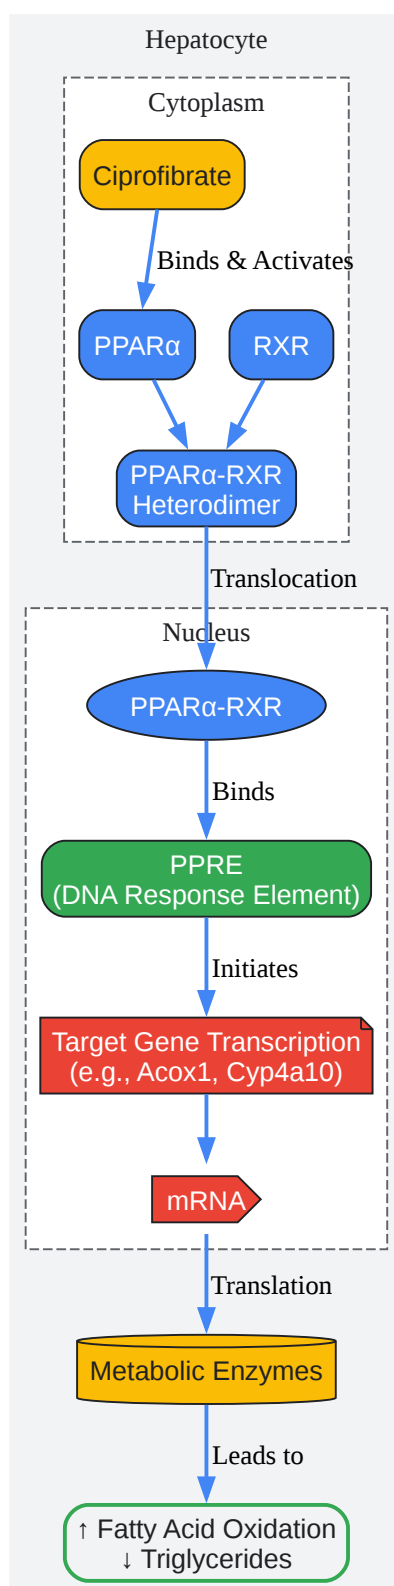 Hepatocyte
Cytoplasm
Ciprofibrate
Binds & Activates
PPARα
RXR
PPARα-RXR
Heterodimer
Translocation
Nucleus
PPARα-RXR
Binds
PPRE
(DNA Response Element)
Initiates
Target Gene Transcription
(e.g., Acox1, Cyp4a10)
mRNA
Translation
Metabolic Enzymes
Leads to
↑ Fatty Acid Oxidation
↓ Triglycerides